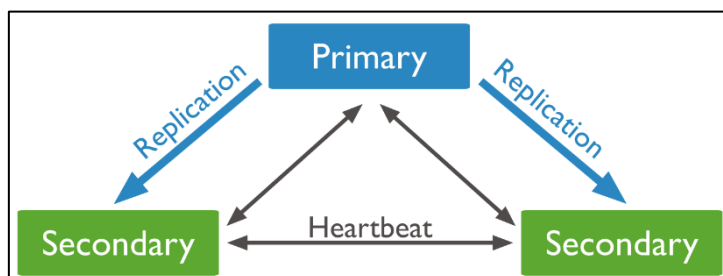 Primary
Replication
Replication
Heartbeat
Secondary
Secondary